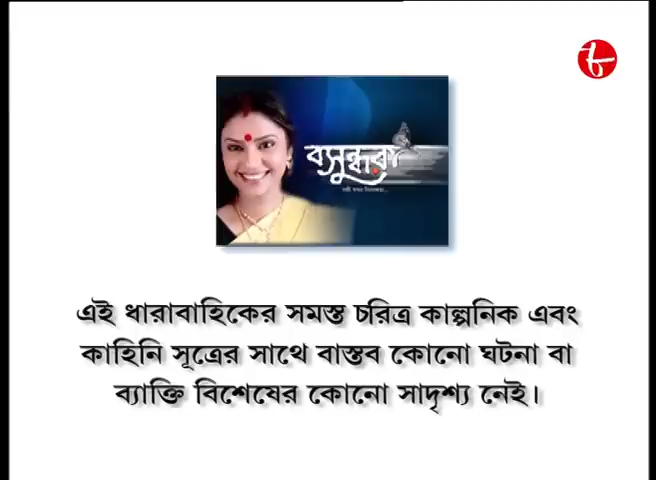 বসুন্ধরা
এই ধারাবাহিকের সমস্ত চরিত্র কাল্পনিক এবং
কাহিনি সূত্রের সাথে বাস্তব কোনো ঘটনা বা
ব্যাক্তি বিশেষের কোনো সাদৃশ্য নেই।